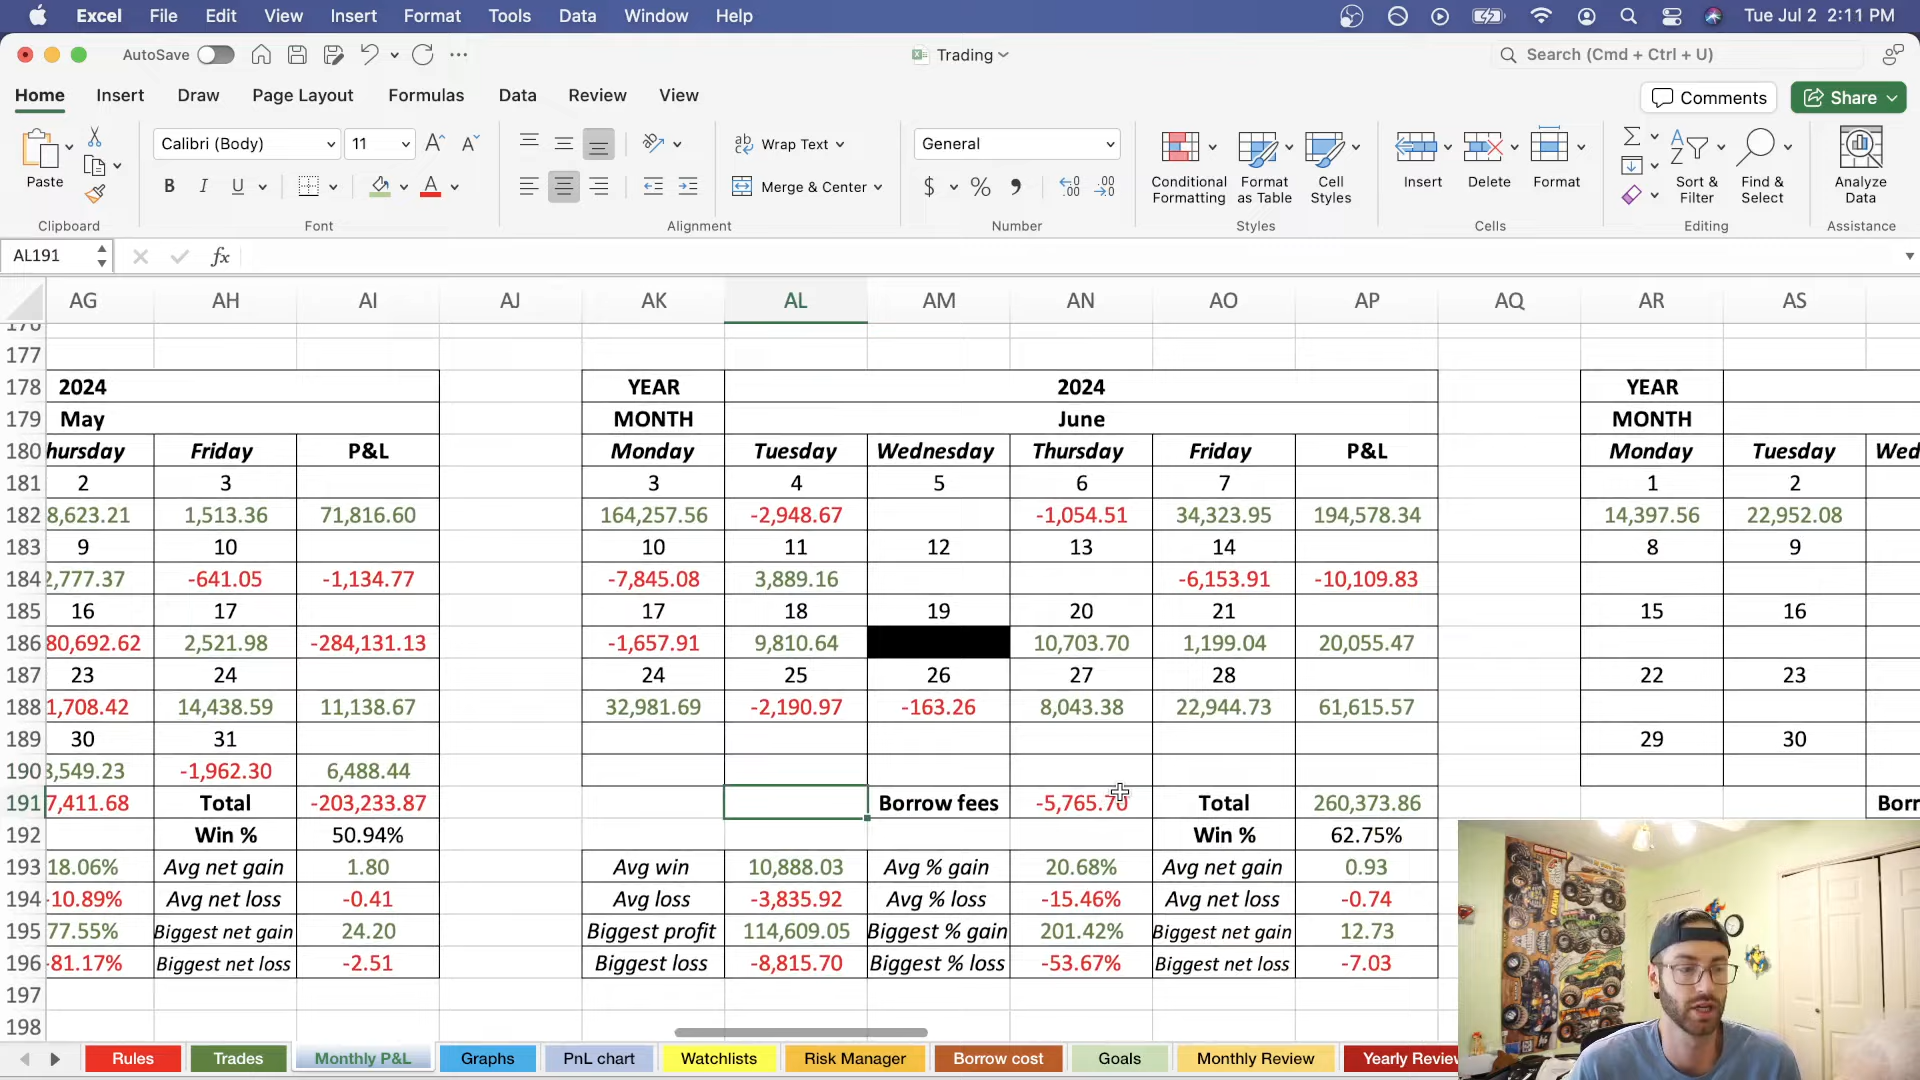 Excel File Edit View Insert Format Tools Data Window Help Tue Jul 2 2:11 PM
AutoSave Trading Search (Cmd + Ctrl + U)
Home Insert Draw Page Layout Formulas Data Review View Comments Share
Paste Calibri (Body) 11 Wrap Text General Conditional Formatting Format as Table Cell Styles Insert Delete Format Sort & Filter Find & Select Analyze Data
B I U Merge & Center $ %
Clipboard Font Alignment Number Styles Cells Editing Assistance
AL191 fx
AG AH AI AJ AK AL AM AN AO AP AQ AR AS
177
178 2024 YEAR 2024 YEAR
179 May MONTH June MONTH
180 hursday Friday P&L Monday Tuesday Wednesday Thursday Friday P&L Monday Tuesday Wed
181 2 3 3 4 5 6 7 1 2
182 8,623.21 1,513.36 71,816.60 164,257.56 -2,948.67 -1,054.51 34,323.95 194,578.34 14,397.56 22,952.08
183 9 10 10 11 12 13 14 8 9
184 2,777.37 -641.05 -1,134.77 -7,845.08 3,889.16 -6,153.91 -10,109.83
185 16 17 17 18 19 20 21 15 16
186 80,692.62 2,521.98 -284,131.13 -1,657.91 9,810.64 10,703.70 1,199.04 20,055.47
187 23 24 24 25 26 27 28 22 23
188 1,708.42 14,438.59 11,138.67 32,981.69 -2,190.97 -163.26 8,043.38 22,944.73 61,615.57
189 30 31 29 30
190 3,549.23 -1,962.30 6,488.44
191 7,411.68 Total -203,233.87 Borrow fees -5,765.70 Total 260,373.86 Borr
192 Win % 50.94% Win % 62.75%
193 18.06% Avg net gain 1.80 Avg win 10,888.03 Avg % gain 20.68% Avg net gain 0.93
194 -10.89% Avg net loss -0.41 Avg loss -3,835.92 Avg % loss -15.46% Avg net loss -0.74
195 77.55% Biggest net gain 24.20 Biggest profit 114,609.05 Biggest % gain 201.42% Biggest net gain 12.73
196 -81.17% Biggest net loss -2.51 Biggest loss -8,815.70 Biggest % loss -53.67% Biggest net loss -7.03
197
198
Rules Trades Monthly P&L Graphs PnL chart Watchlists Risk Manager Borrow cost Goals Monthly Review Yearly Review